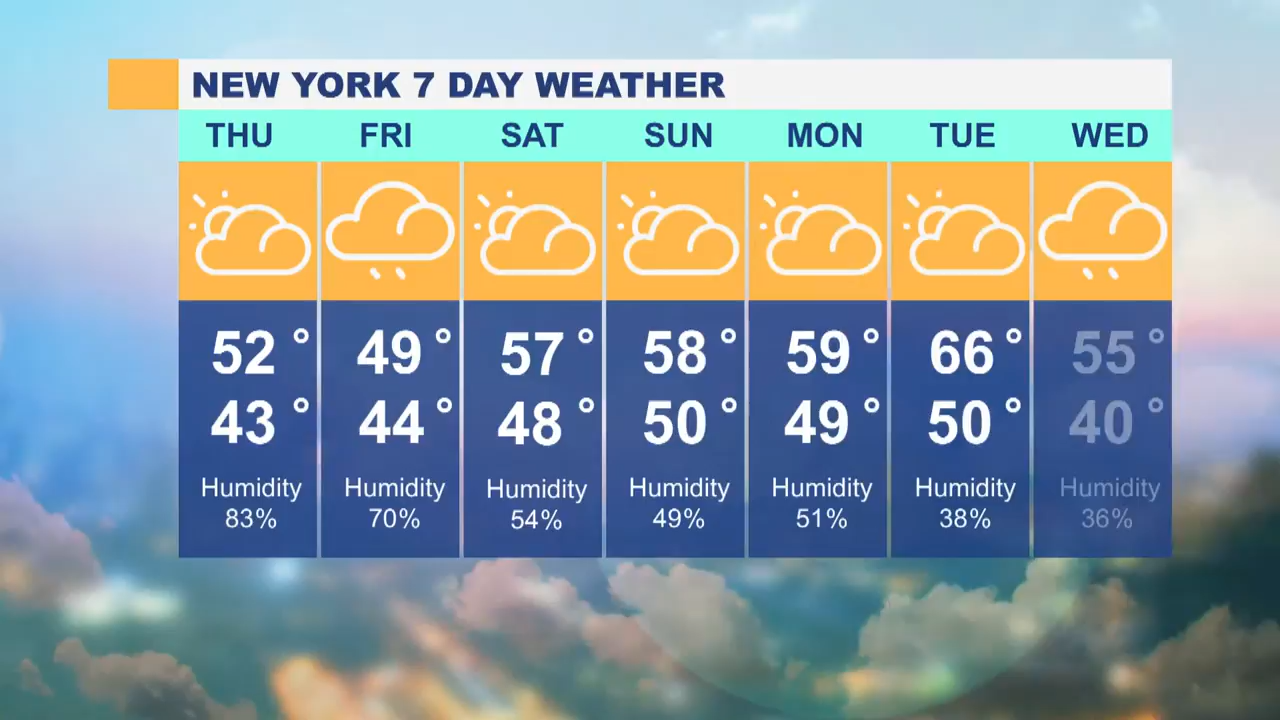 NEW YORK 7 DAY WEATHER
THU FRI SAT SUN MON TUE WED
52° 49° 57° 58° 59° 66° 55°
43° 44° 48° 50° 49° 50° 40°
Humidity Humidity Humidity Humidity Humidity Humidity Humidity
83% 70% 54% 49% 51% 38% 36%